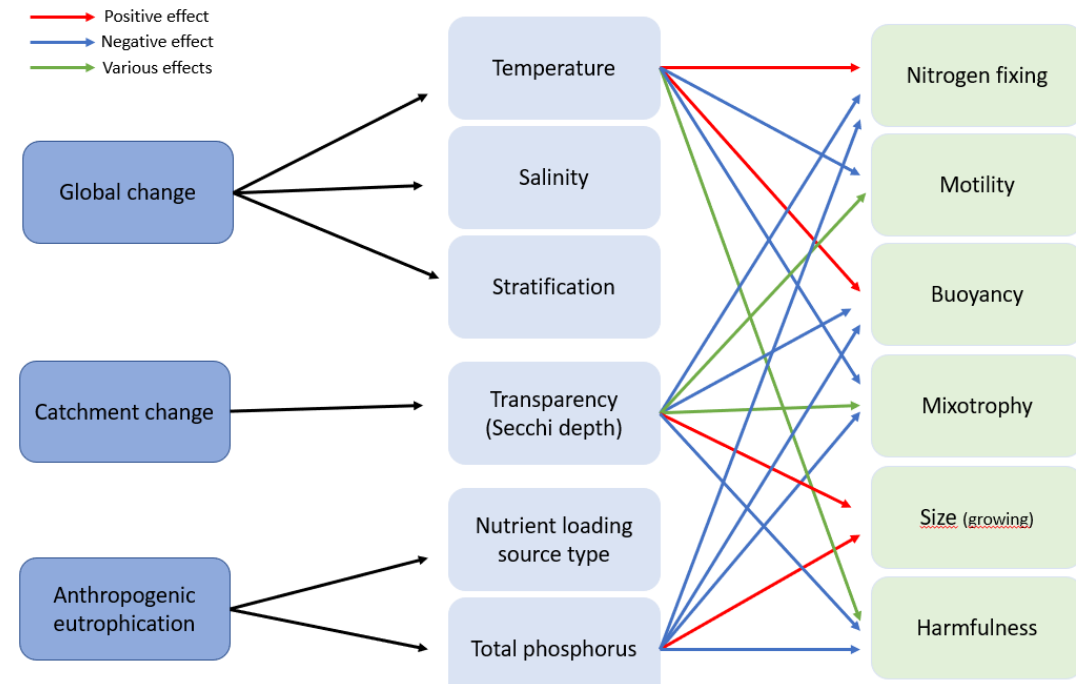 Positive effect
Negative effect
Various effects
Global change
Catchment change
Anthropogenic
eutrophication
Temperature
Salinity
Stratification
Transparency
(Secchi depth)
Nutrient loading
source type
Total phosphorus
Nitrogen fixing
Motility
Buoyancy
Mixotrophy
Size (growing)
Harmfulness